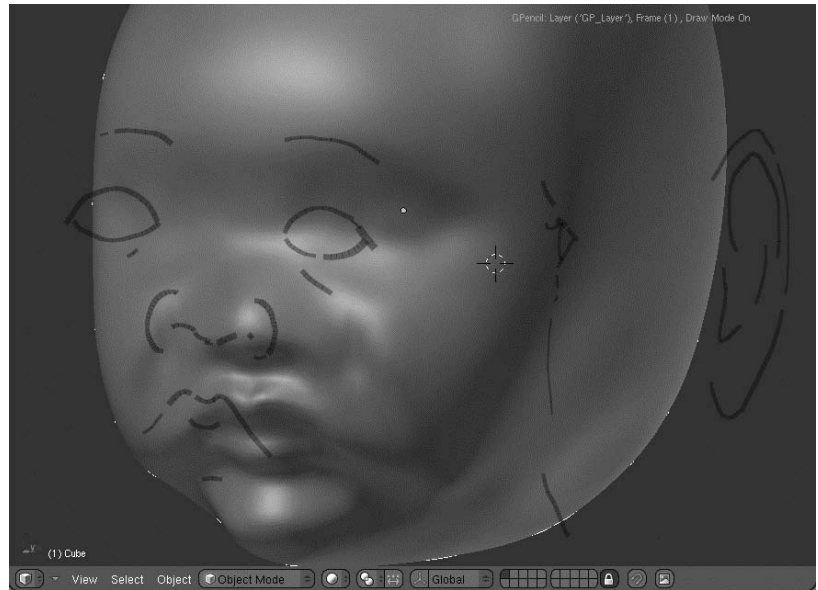 GPencil: Layer ('GP_Layer'), Frame (1) , Draw Mode On
(1) Cube
View Select Object Object Mode Global